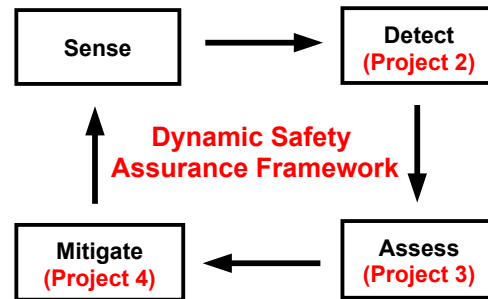 Sense
Detect
(Project 2)
Dynamic Safety
Assurance Framework
Mitigate
(Project 4)
Assess
(Project 3)